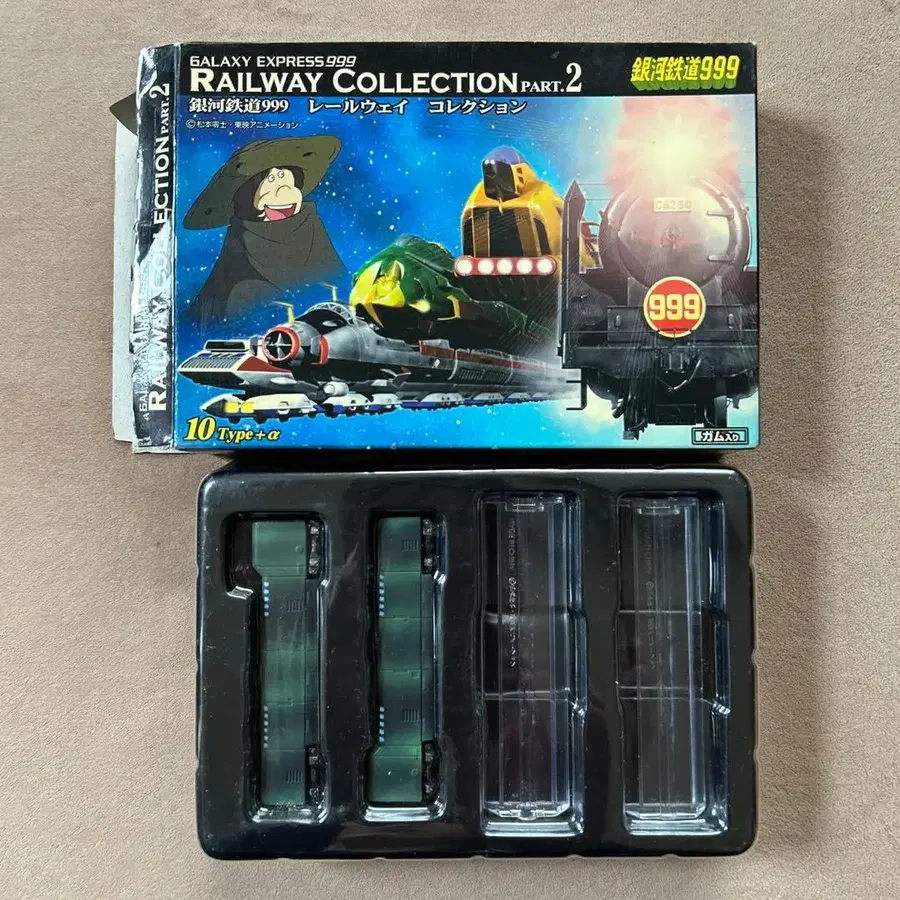 GALAXY EXPRESS 999
RAILWAY COLLECTION PART.2
銀河鉄道999
銀河鉄道999 レールウェイ コレクション
©松本零士・東映アニメーション
C62 50
999
10 Type+α
ガム入り
RAILWAY COLLECTION PART.2